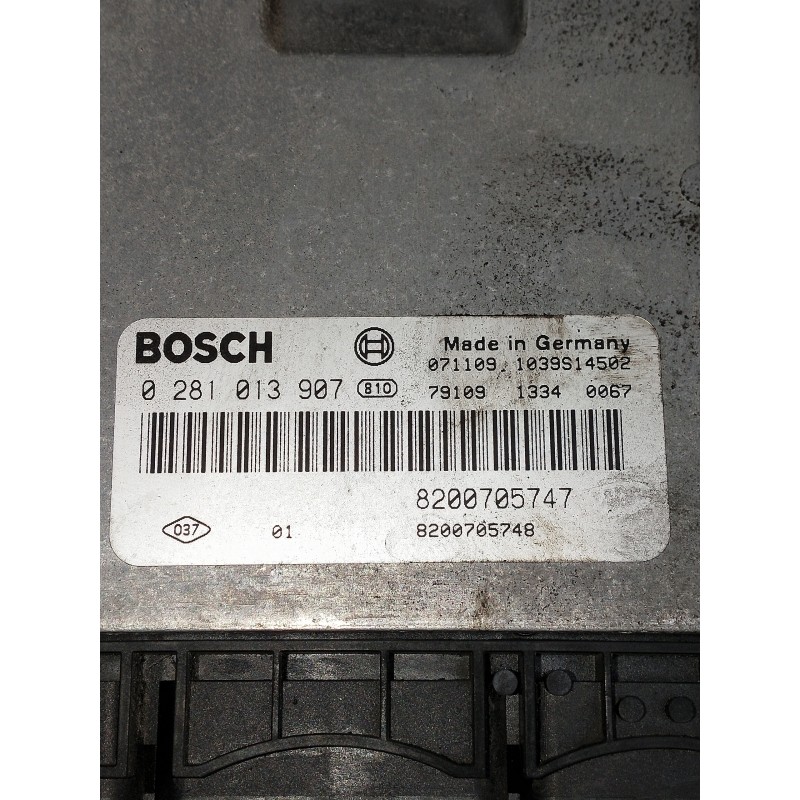 BOSCH
Made in Germany
071109 1039S14502
0 281 013 907 810
79109 1334 0067
8200705747
037 01 8200705748